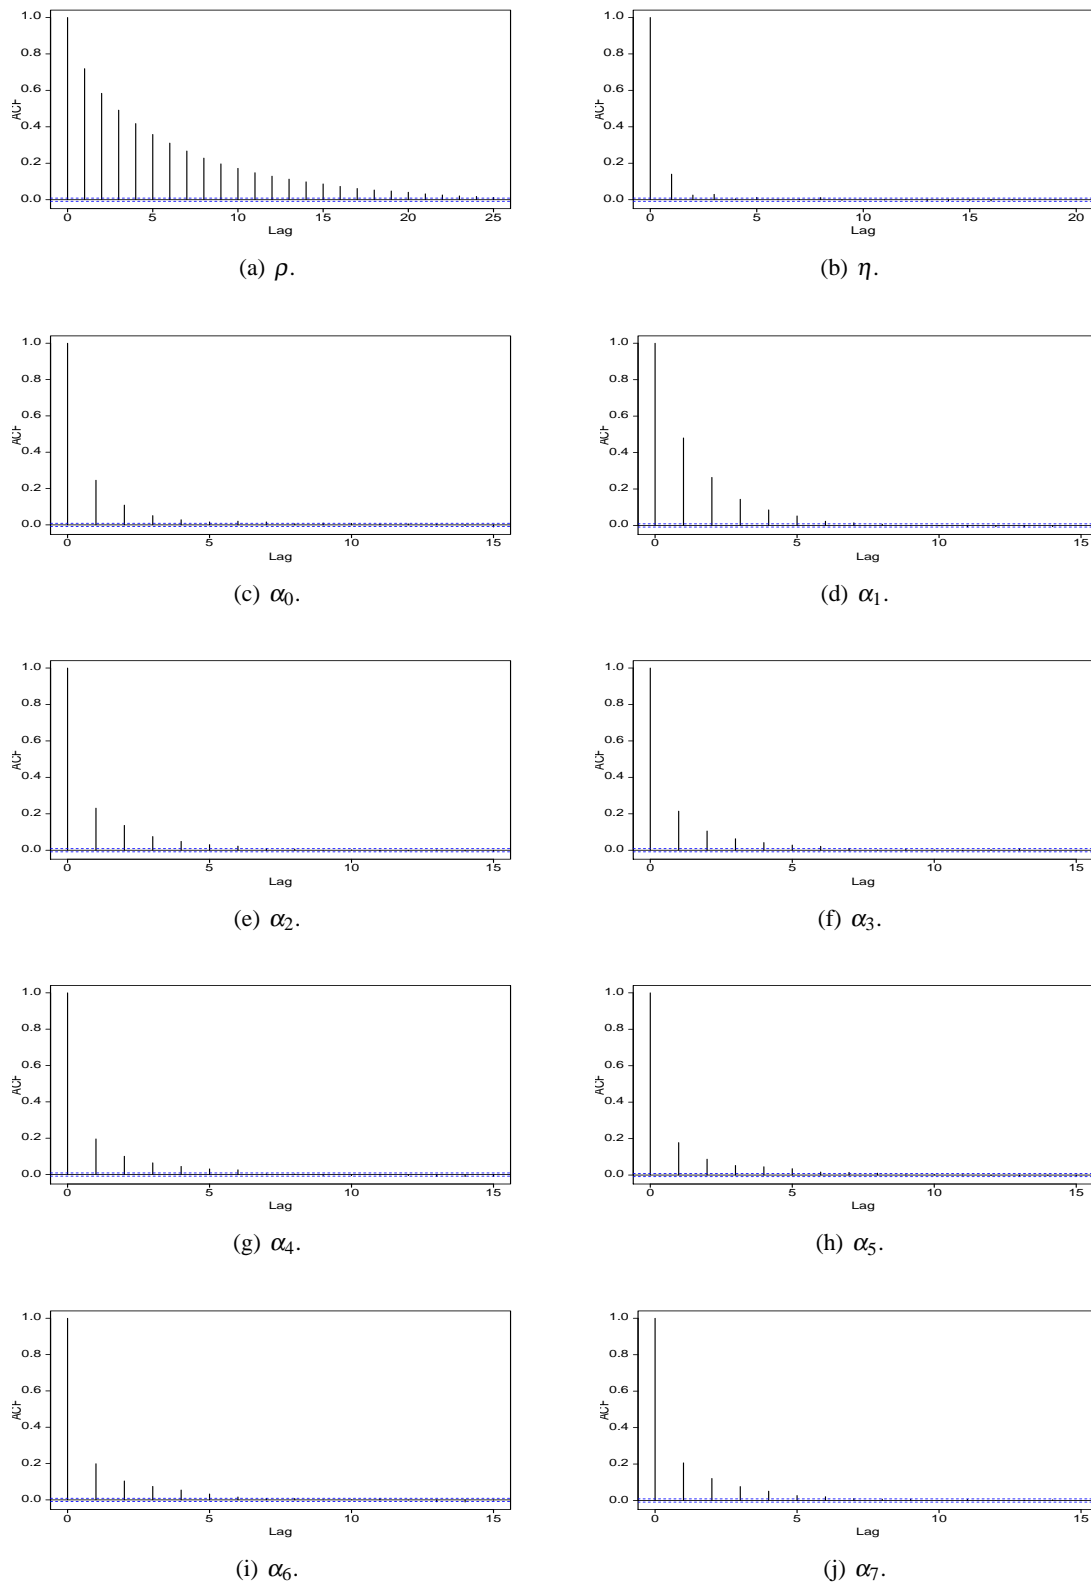 1.0
0.8
0.6
0.4
0.2
0.0
ACF
0 5 10 15 20 25
Lag
(a) ρ.
1.0
0.8
0.6
0.4
0.2
0.0
ACF
0 5 10 15 20
Lag
(b) η.
1.0
0.8
0.6
0.4
0.2
0.0
ACF
0 5 10 15
Lag
(c) α0.
1.0
0.8
0.6
0.4
0.2
0.0
ACF
0 5 10 15
Lag
(d) α1.
1.0
0.8
0.6
0.4
0.2
0.0
ACF
0 5 10 15
Lag
(e) α2.
1.0
0.8
0.6
0.4
0.2
0.0
ACF
0 5 10 15
Lag
(f) α3.
1.0
0.8
0.6
0.4
0.2
0.0
ACF
0 5 10 15
Lag
(g) α4.
1.0
0.8
0.6
0.4
0.2
0.0
ACF
0 5 10 15
Lag
(h) α5.
1.0
0.8
0.6
0.4
0.2
0.0
ACF
0 5 10 15
Lag
(i) α6.
1.0
0.8
0.6
0.4
0.2
0.0
ACF
0 5 10 15
Lag
(j) α7.